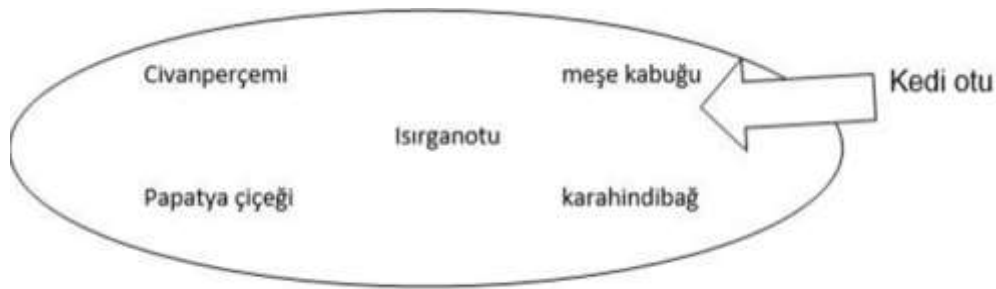 Civanperçemi
meşe kabuğu
Kedi otu
Isırganotu
Papatya çiçeği
karahindibağ